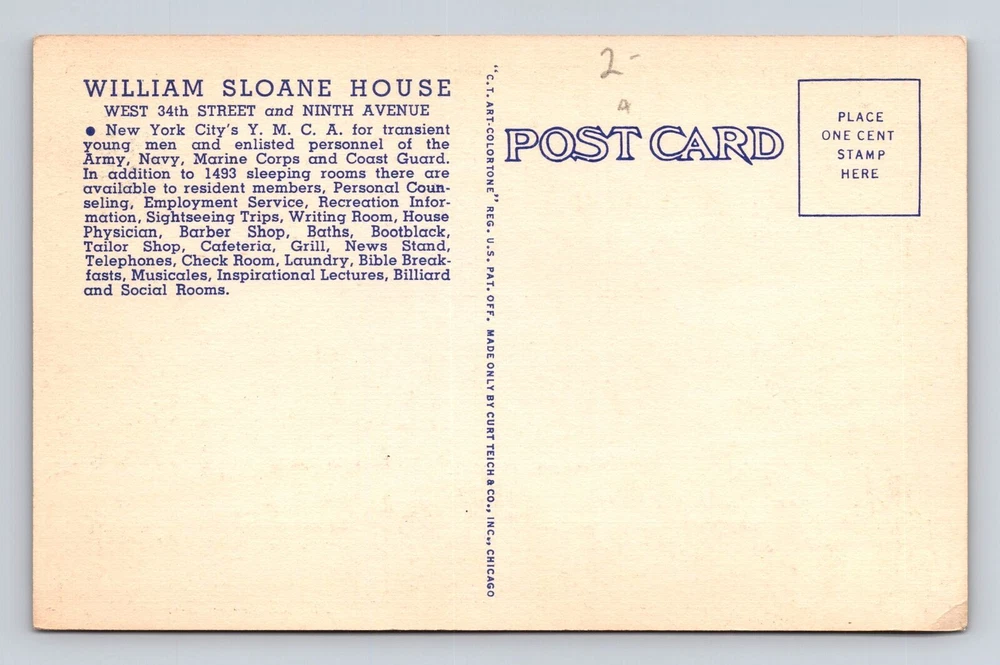 WILLIAM SLOANE HOUSE
WEST 34th STREET and NINTH AVENUE
● New York City's Y. M. C. A. for transient
young men and enlisted personnel of the
Army, Navy, Marine Corps and Coast Guard.
In addition to 1493 sleeping rooms there are
available to resident members, Personal Coun-
seling, Employment Service, Recreation Infor-
mation, Sightseeing Trips, Writing Room, House
Physician, Barber Shop, Baths, Bootblack,
Tailor Shop, Cafeteria, Grill, News Stand,
Telephones, Check Room, Laundry, Bible Break-
fasts, Musicales, Inspirational Lectures, Billiard
and Social Rooms.
"C.T. ART-COLORTONE" REG. U.S. PAT. OFF. MADE ONLY BY CURT TEICH & CO., INC., CHICAGO
2-
A
POST CARD
PLACE
ONE CENT
STAMP
HERE